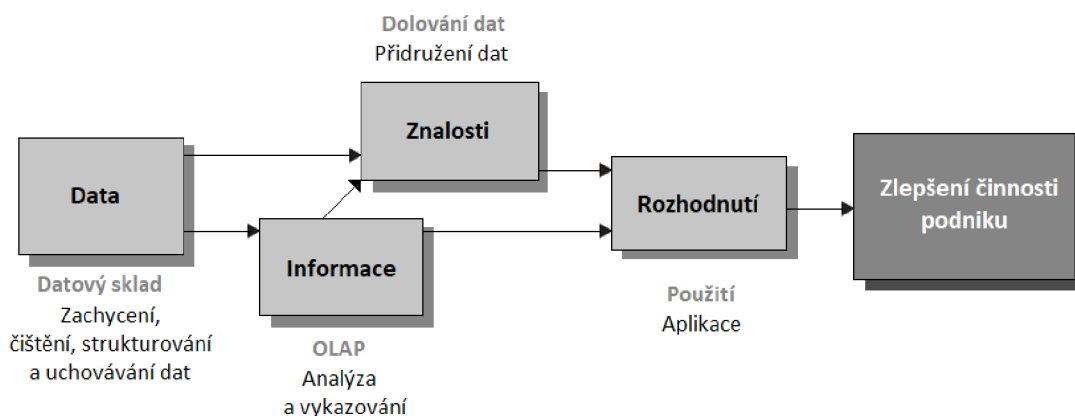 Dolování dat
Přidružení dat
Znalosti
Data
Datový sklad
Zachycení,
čištění, strukturování
a uchovávání dat
Informace
OLAP
Analýza
a vykazování
Rozhodnutí
Použití
Aplikace
Zlepšení činnosti
podniku